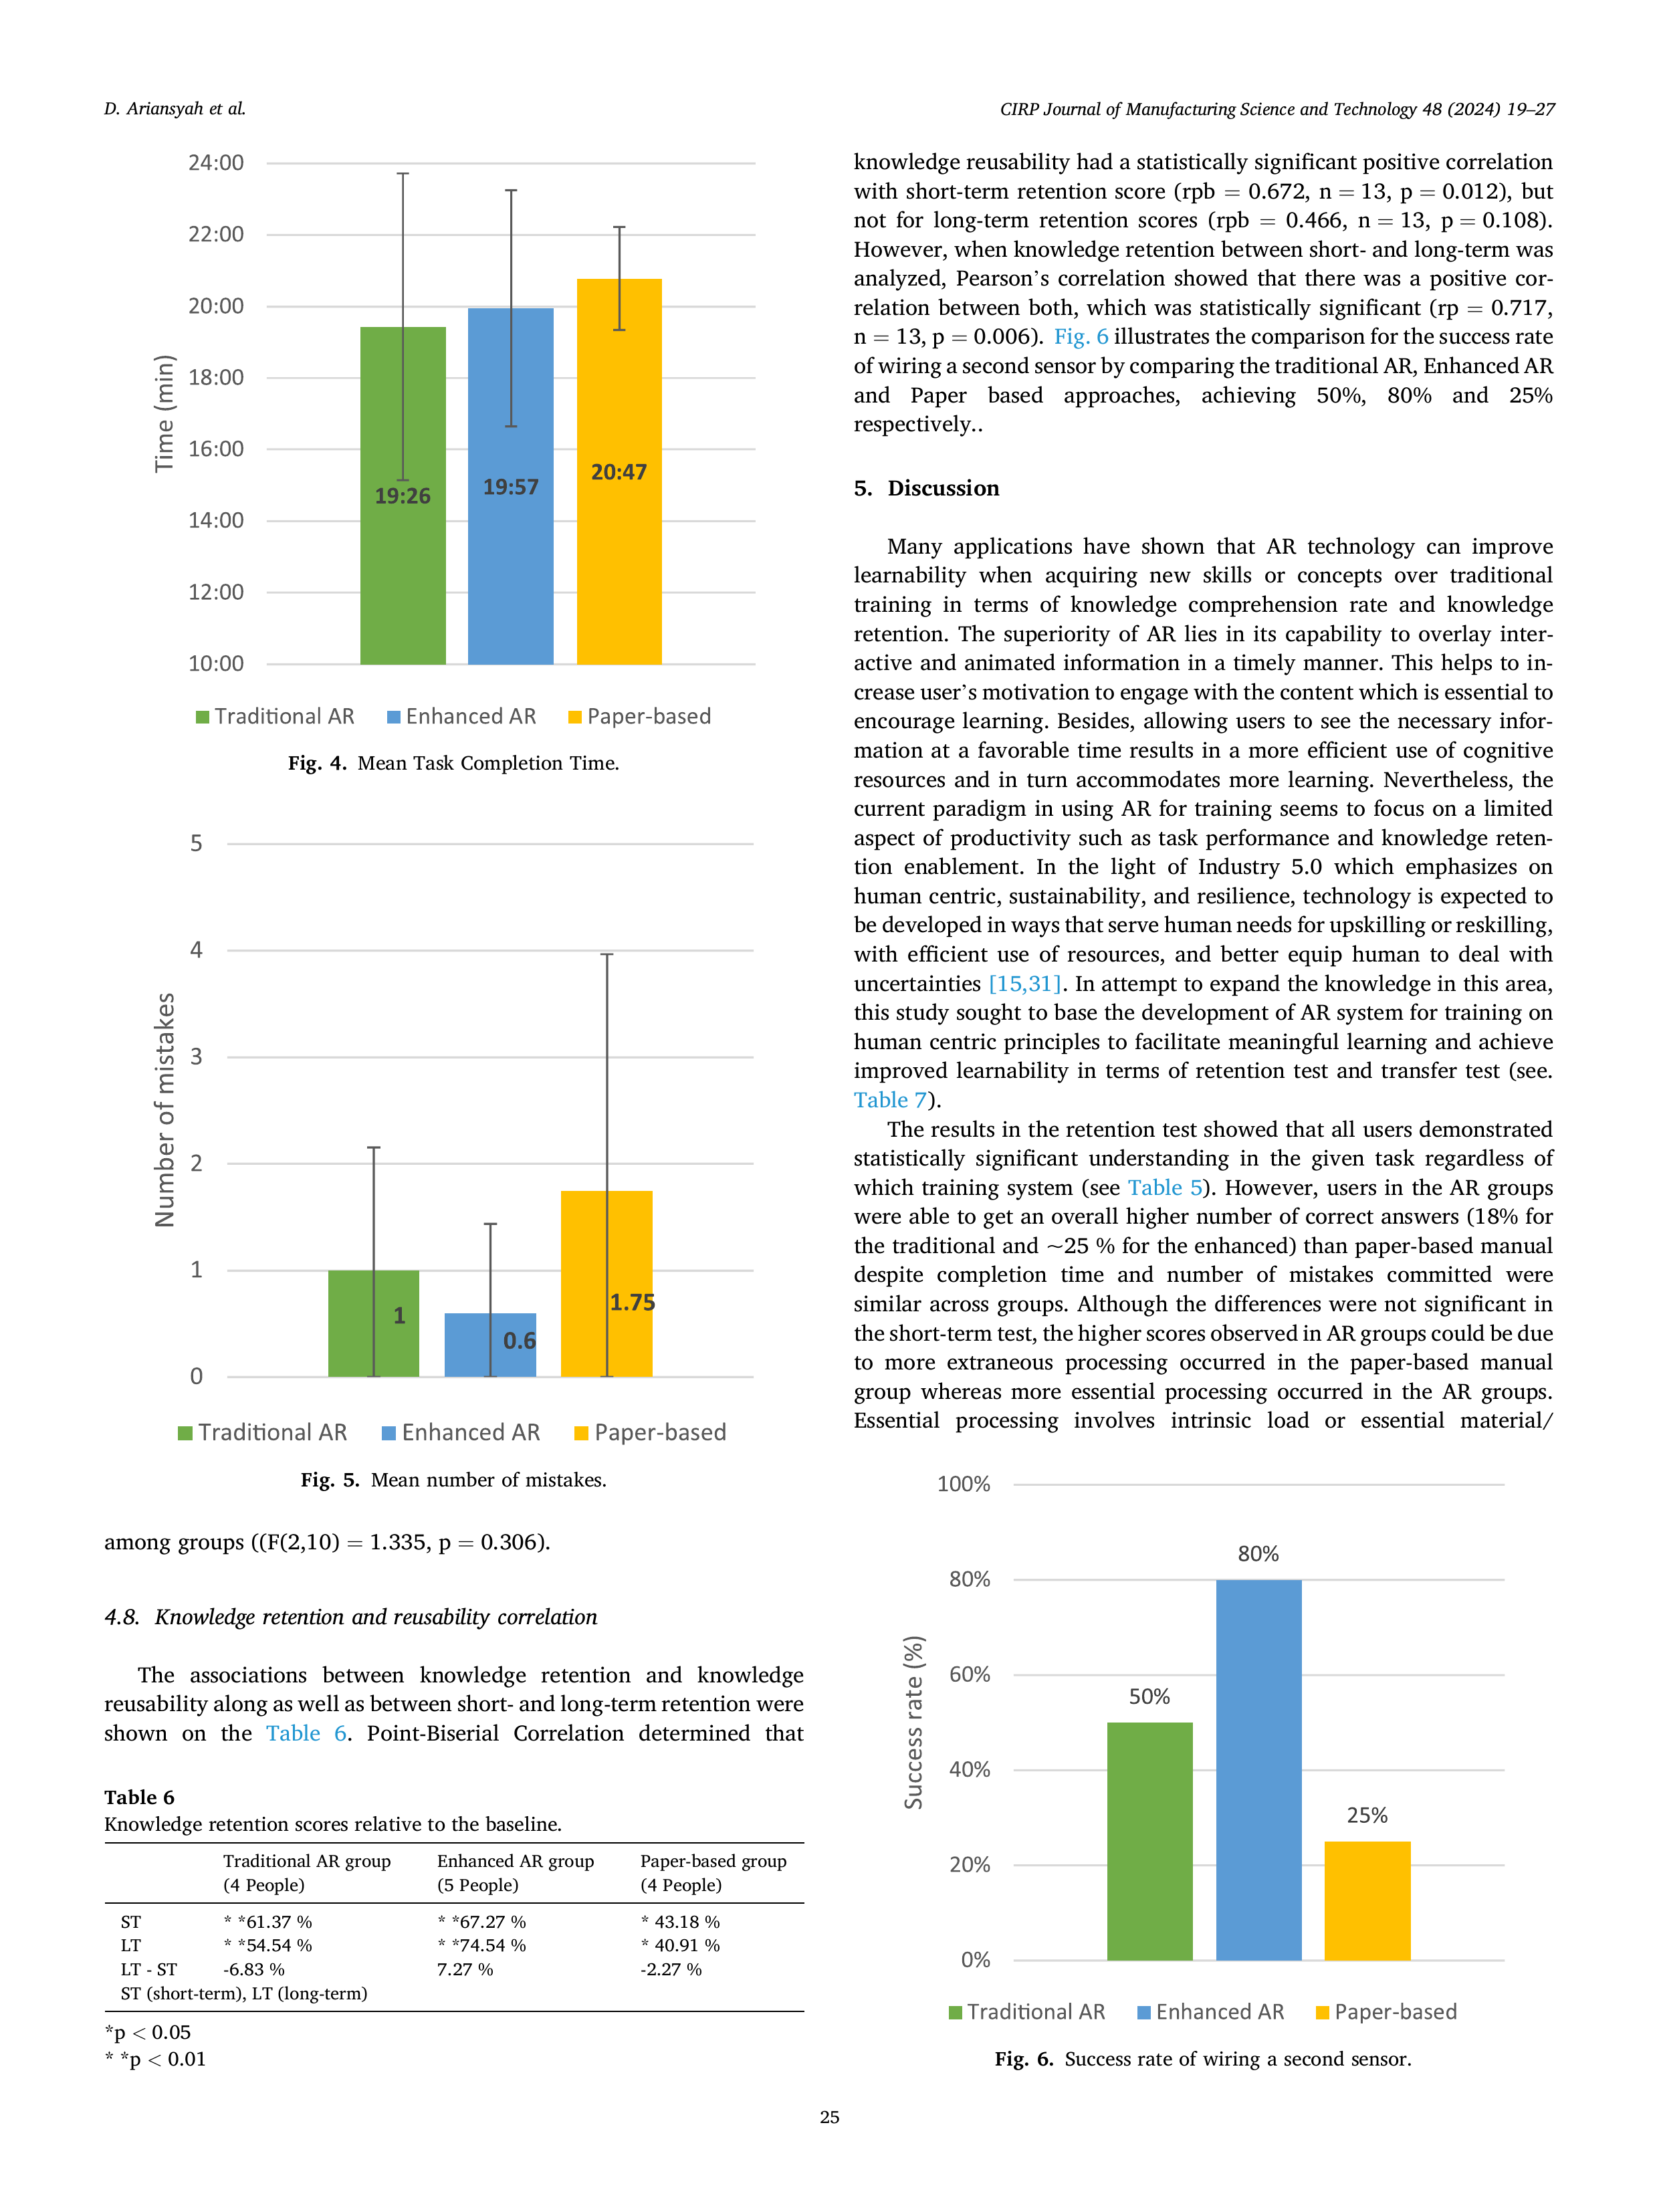 D. Ariansyah et al.
CIRP Journal of Manufacturing Science and Technology 48 (2024) 19–27
24:00
22:00
20:00
18:00
16:00
14:00
12:00
10:00
Time (min)
19:26
19:57
20:47
Traditional AR
Enhanced AR
Paper-based
Fig. 4. Mean Task Completion Time.
5
4
3
2
1
0
Number of mistakes
1
0.6
1.75
Traditional AR
Enhanced AR
Paper-based
Fig. 5. Mean number of mistakes.
among groups ((F(2,10) = 1.335, p = 0.306).
4.8. Knowledge retention and reusability correlation
The associations between knowledge retention and knowledge
reusability along as well as between short- and long-term retention were
shown on the Table 6. Point-Biserial Correlation determined that
Table 6
Knowledge retention scores relative to the baseline.
Traditional AR group
(4 People)
Enhanced AR group
(5 People)
Paper-based group
(4 People)
ST * *61.37 % * *67.27 % * 43.18 %
LT * *54.54 % * *74.54 % * 40.91 %
LT - ST -6.83 % 7.27 % -2.27 %
ST (short-term), LT (long-term)
*p < 0.05
* *p < 0.01
knowledge reusability had a statistically significant positive correlation
with short-term retention score (rpb = 0.672, n = 13, p = 0.012), but
not for long-term retention scores (rpb = 0.466, n = 13, p = 0.108).
However, when knowledge retention between short- and long-term was
analyzed, Pearson's correlation showed that there was a positive cor-
relation between both, which was statistically significant (rp = 0.717,
n = 13, p = 0.006). Fig. 6 illustrates the comparison for the success rate
of wiring a second sensor by comparing the traditional AR, Enhanced AR
and Paper based approaches, achieving 50%, 80% and 25%
respectively..
5. Discussion
Many applications have shown that AR technology can improve
learnability when acquiring new skills or concepts over traditional
training in terms of knowledge comprehension rate and knowledge
retention. The superiority of AR lies in its capability to overlay inter-
active and animated information in a timely manner. This helps to in-
crease user's motivation to engage with the content which is essential to
encourage learning. Besides, allowing users to see the necessary infor-
mation at a favorable time results in a more efficient use of cognitive
resources and in turn accommodates more learning. Nevertheless, the
current paradigm in using AR for training seems to focus on a limited
aspect of productivity such as task performance and knowledge reten-
tion enablement. In the light of Industry 5.0 which emphasizes on
human centric, sustainability, and resilience, technology is expected to
be developed in ways that serve human needs for upskilling or reskilling,
with efficient use of resources, and better equip human to deal with
uncertainties [15,31]. In attempt to expand the knowledge in this area,
this study sought to base the development of AR system for training on
human centric principles to facilitate meaningful learning and achieve
improved learnability in terms of retention test and transfer test (see.
Table 7).
The results in the retention test showed that all users demonstrated
statistically significant understanding in the given task regardless of
which training system (see Table 5). However, users in the AR groups
were able to get an overall higher number of correct answers (18% for
the traditional and ~25 % for the enhanced) than paper-based manual
despite completion time and number of mistakes committed were
similar across groups. Although the differences were not significant in
the short-term test, the higher scores observed in AR groups could be due
to more extraneous processing occurred in the paper-based manual
group whereas more essential processing occurred in the AR groups.
Essential processing involves intrinsic load or essential material/
100%
80%
60%
40%
20%
0%
Success rate (%)
50%
80%
25%
Traditional AR
Enhanced AR
Paper-based
Fig. 6. Success rate of wiring a second sensor.
25